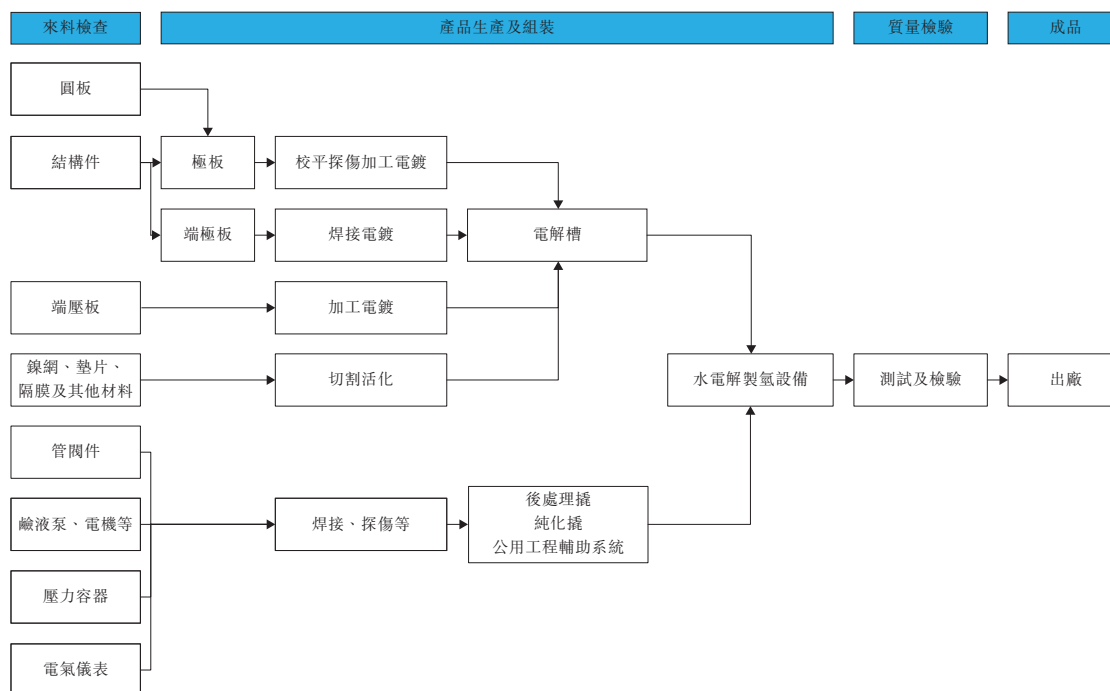 來料檢查
產品生產及組裝
質量檢驗
成品
圓板
結構件
極板
校平探傷加工電鍍
端極板
焊接電鍍
電解槽
端壓板
加工電鍍
鎳網、墊片、
隔膜及其他材料
切割活化
水電解製氫設備
測試及檢驗
出廠
管閥件
鹼液泵、電機等
焊接、探傷等
後處理撬
純化撬
公用工程輔助系統
壓力容器
電氣儀表